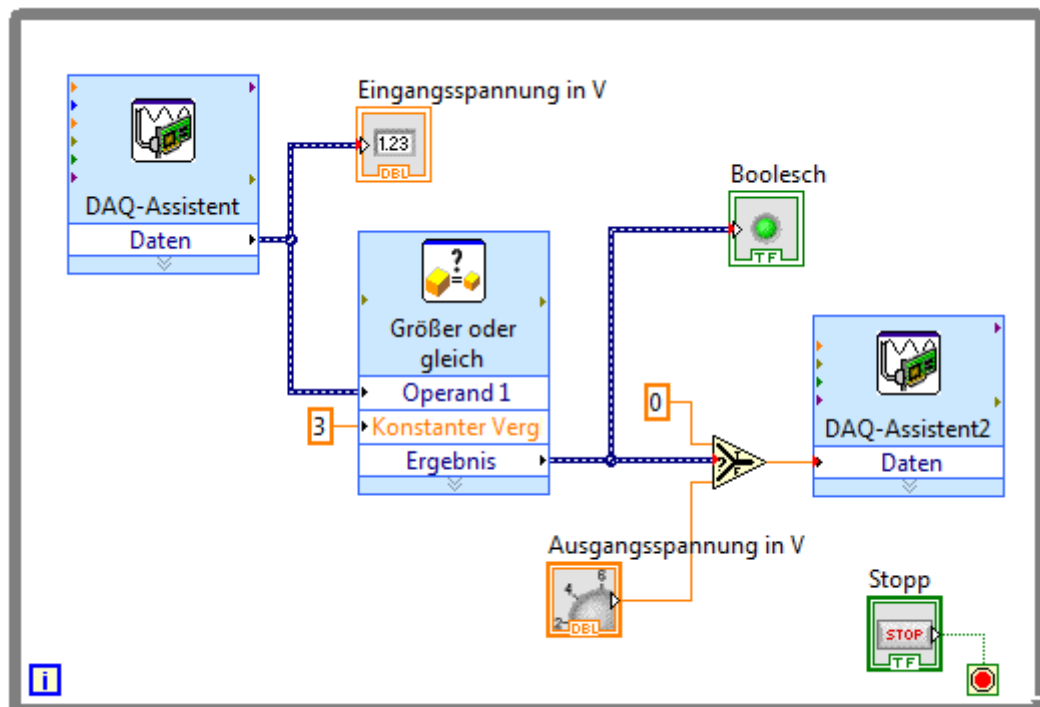 DAQ-Assistent
Daten
Eingangsspannung in V
1.23
DBL
Größer oder
gleich
?
=
Operand 1
3
Konstanter Verg
Ergebnis
Boolesch
TF
0
?
T
F
DAQ-Assistent2
Daten
Ausgangsspannung in V
2
4
6
DBL
Stopp
STOP
TF
i